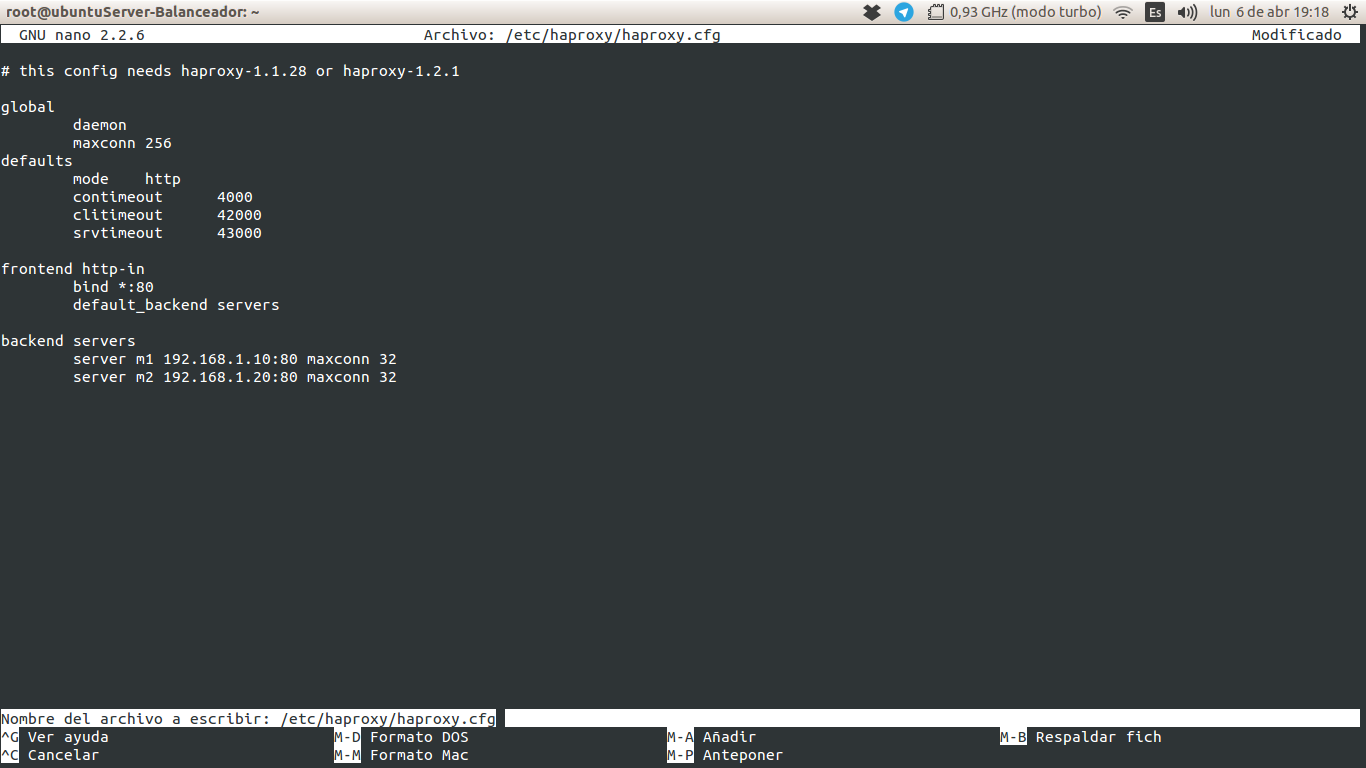 root@ubuntuServer-Balanceador: ~ 0,93 GHz (modo turbo) Es lun 6 de abr 19:18
GNU nano 2.2.6 Archivo: /etc/haproxy/haproxy.cfg Modificado
# this config needs haproxy-1.1.28 or haproxy-1.2.1
global
daemon
maxconn 256
defaults
mode http
contimeout 4000
clitimeout 42000
srvtimeout 43000
frontend http-in
bind *:80
default_backend servers
backend servers
server m1 192.168.1.10:80 maxconn 32
server m2 192.168.1.20:80 maxconn 32
Nombre del archivo a escribir: /etc/haproxy/haproxy.cfg
^G Ver ayuda M-D Formato DOS M-A Añadir M-B Respaldar fich
^C Cancelar M-M Formato Mac M-P Anteponer